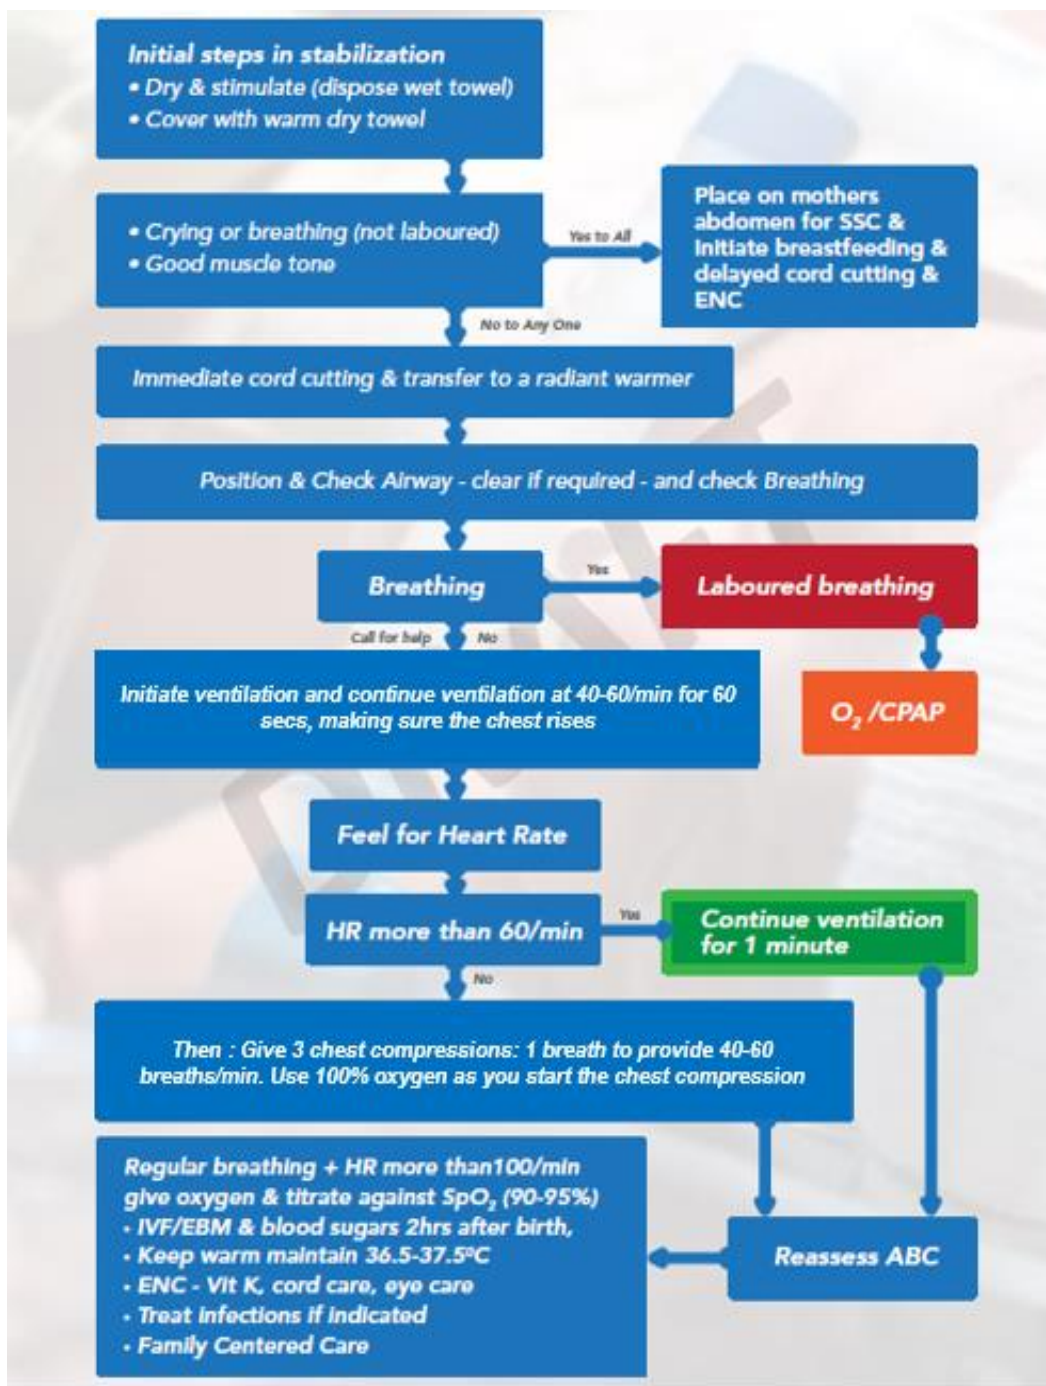 Initial steps in stabilization
• Dry & stimulate (dispose wet towel)
• Cover with warm dry towel
• Crying or breathing (not laboured)
• Good muscle tone
Yes to All
Place on mothers
abdomen for SSC &
Initiate breastfeeding &
delayed cord cutting &
ENC
No to Any One
Immediate cord cutting & transfer to a radiant warmer
Position & Check Airway - clear if required - and check Breathing
Breathing
Yes
Laboured breathing
Call for help
No
O₂ /CPAP
Initiate ventilation and continue ventilation at 40-60/min for 60
secs, making sure the chest rises
DRAFT
Feel for Heart Rate
HR more than 60/min
Yes
Continue ventilation
for 1 minute
No
Then : Give 3 chest compressions: 1 breath to provide 40-60
breaths/min. Use 100% oxygen as you start the chest compression
Regular breathing + HR more than100/min
give oxygen & titrate against SpO₂ (90-95%)
• IVF/EBM & blood sugars 2hrs after birth,
• Keep warm maintain 36.5-37.5⁰C
• ENC - Vit K, cord care, eye care
• Treat infections if indicated
• Family Centered Care
Reassess ABC